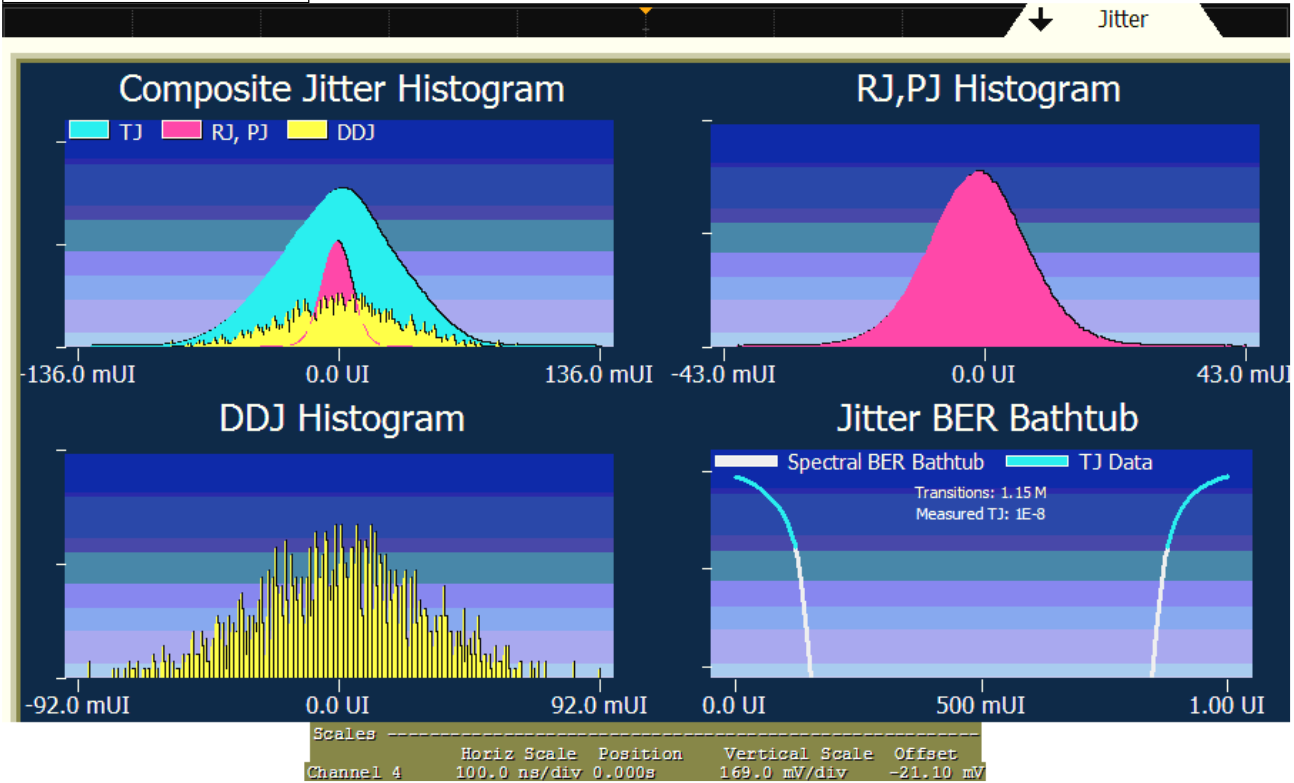 Jitter
Composite Jitter Histogram
TJ RJ, PJ DDJ
-136.0 mUI 0.0 UI 136.0 mUI
RJ,PJ Histogram
-43.0 mUI 0.0 UI 43.0 mUI
DDJ Histogram
-92.0 mUI 0.0 UI 92.0 mUI
Jitter BER Bathtub
Spectral BER Bathtub TJ Data
Transitions: 1.15 M
Measured TJ: 1E-8
0.0 UI 500 mUI 1.00 UI
Scales
Horiz Scale Position Vertical Scale Offset
Channel 4 100.0 ns/div 0.000s 169.0 mV/div -21.10 mV